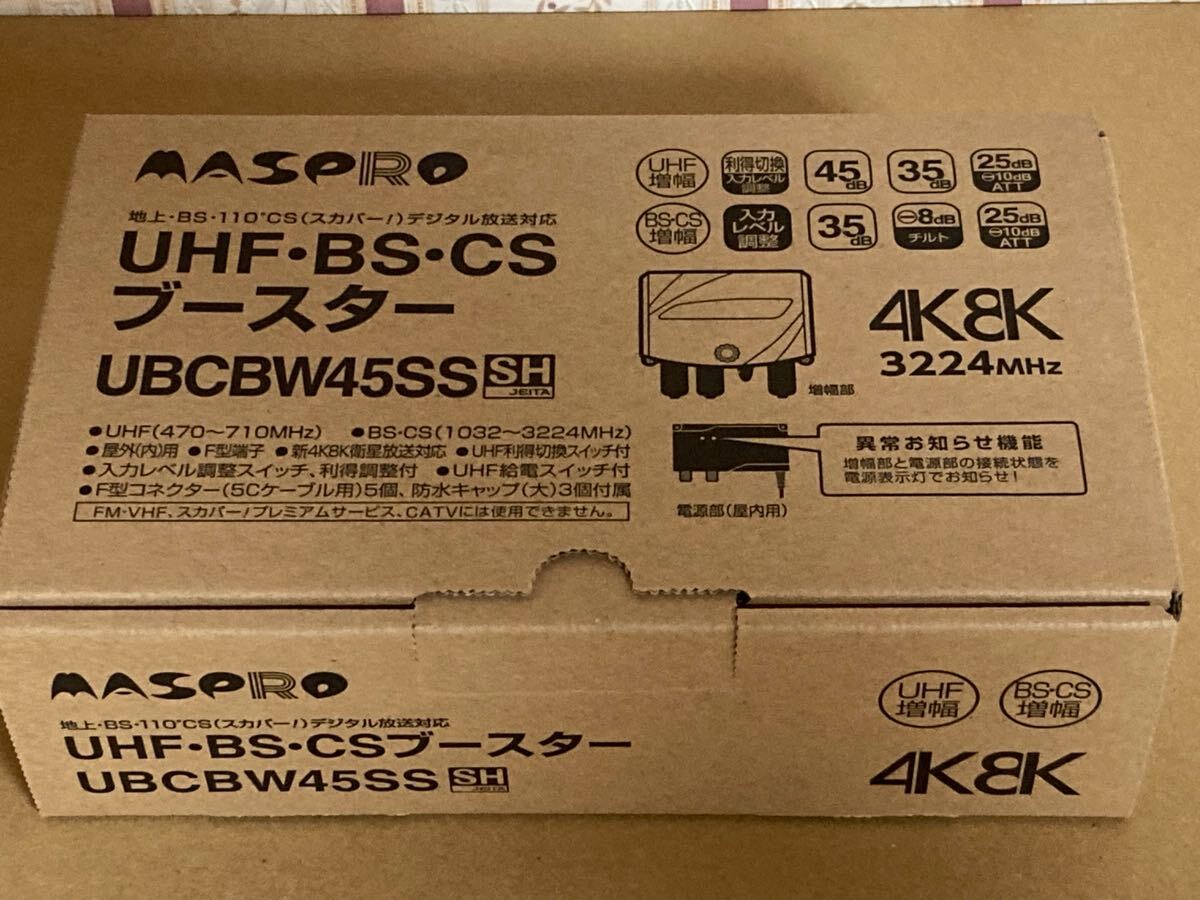 MASPRO
地上・BS・110°CS(スカパー!)デジタル放送対応
UHF・BS・CS
ブースター
UBCBW45SS SH JEITA
UHF増幅 利得切換 入力レベル調整 45dB 35dB 25dB ⊖10dB ATT
BS・CS増幅 入力レベル調整 35dB ⊖8dB チルト 25dB ⊖10dB ATT
4K8K
3224MHz
増幅部
●UHF(470〜710MHz) ●BS・CS(1032〜3224MHz)
●屋外(内)用 ●F型端子 ●新4K8K衛星放送対応 ●UHF利得切換スイッチ付
●入力レベル調整スイッチ、利得調整付 ●UHF給電スイッチ付
●F型コネクター(5Cケーブル用)5個、防水キャップ(大)3個付属
FM・VHF、スカパー!プレミアムサービス、CATVには使用できません。
異常お知らせ機能
増幅部と電源部の接続状態を
電源表示灯でお知らせ!
電源部(屋内用)
MASPRO
地上・BS・110°CS(スカパー!)デジタル放送対応
UHF・BS・CSブースター
UBCBW45SS SH JEITA
UHF増幅 BS・CS増幅
4K8K